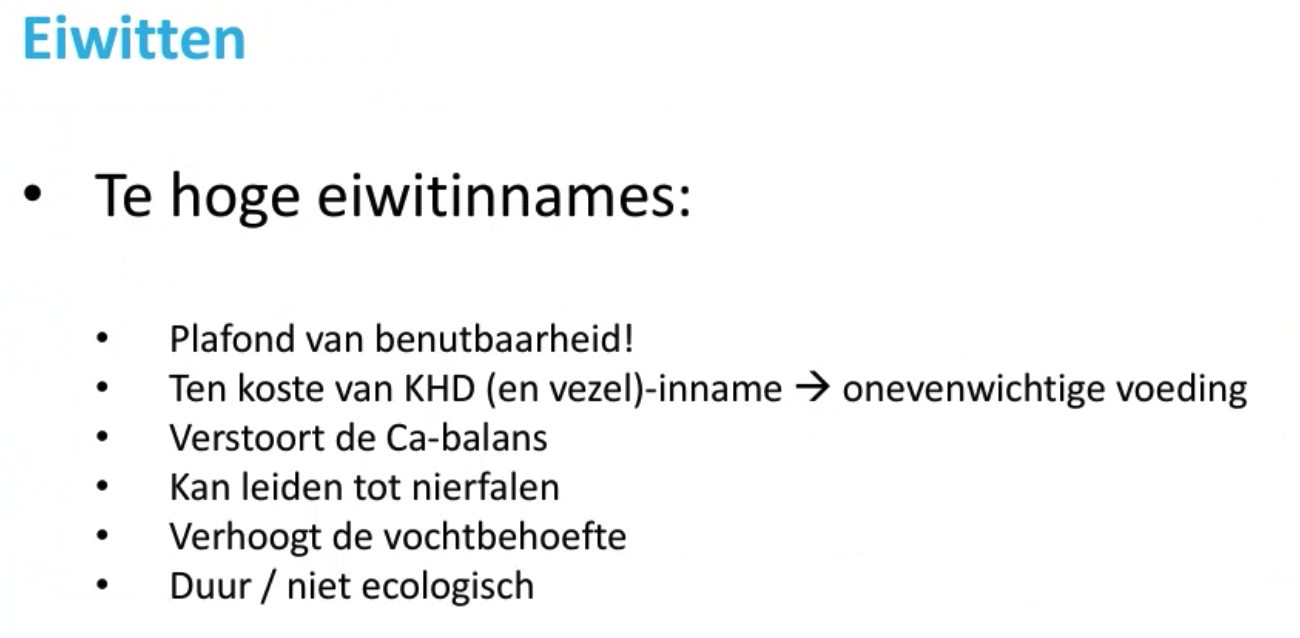 Eiwitten
• Te hoge eiwitinnames:
• Plafond van benutbaarheid!
• Ten koste van KHD (en vezel)-inname → onevenwichtige voeding
• Verstoort de Ca-balans
• Kan leiden tot nierfalen
• Verhoogt de vochtbehoefte
• Duur / niet ecologisch